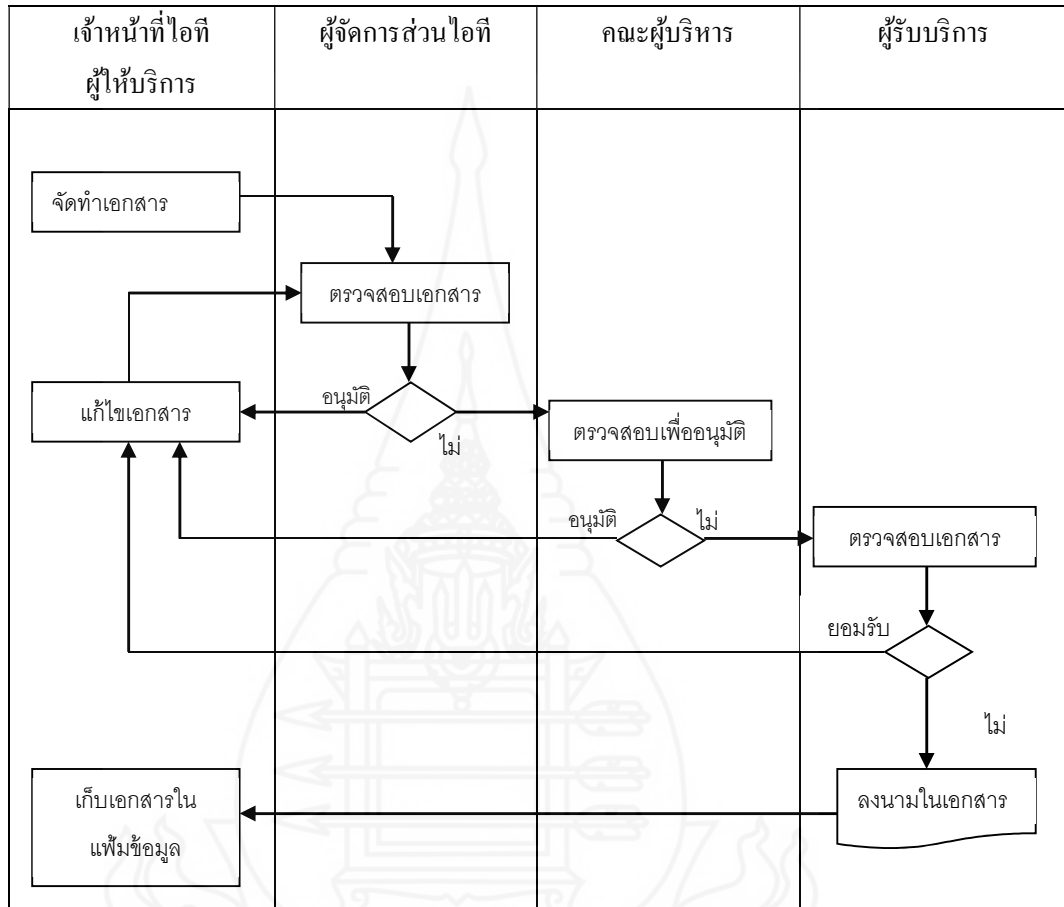 เจ้าหน้าที่ไอที
ผู้ให้บริการ
ผู้จัดการส่วนไอที
คณะผู้บริหาร
ผู้รับบริการ
จัดทำเอกสาร
ตรวจสอบเอกสาร
แก้ไขเอกสาร
อนุมัติ
ไม่
ตรวจสอบเพื่ออนุมัติ
อนุมัติ
ไม่
ตรวจสอบเอกสาร
ยอมรับ
ไม่
เก็บเอกสารใน
แฟ้มข้อมูล
ลงนามในเอกสาร